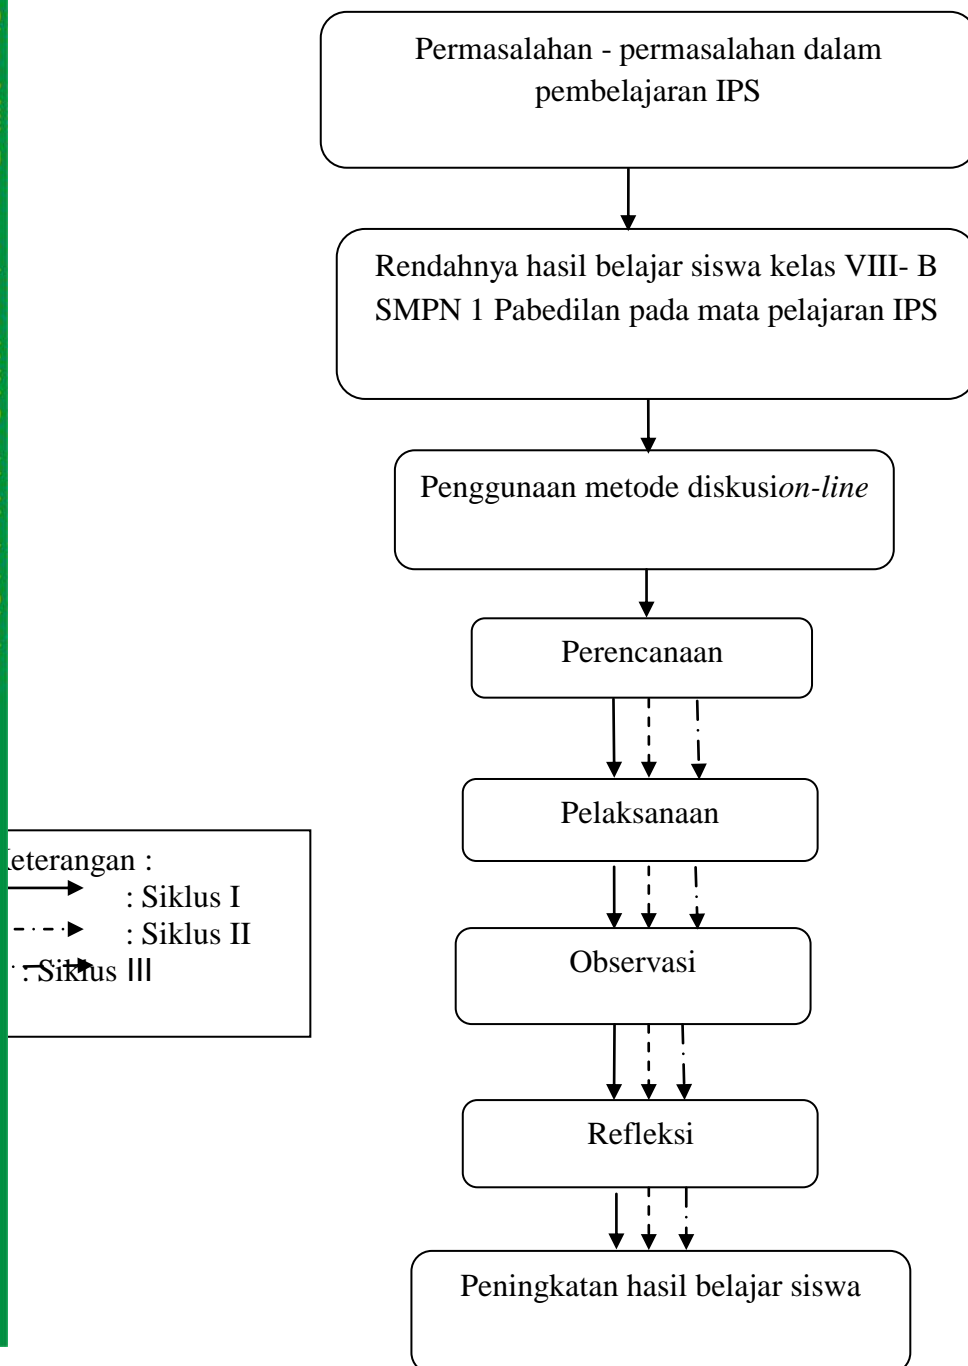 Permasalahan - permasalahan dalam
pembelajaran IPS
Rendahnya hasil belajar siswa kelas VIII- B
SMPN 1 Pabedilan pada mata pelajaran IPS
Penggunaan metode diskusion-line
Perencanaan
Pelaksanaan
eterangan :
: Siklus I
: Siklus II
: Siklus III
Observasi
Refleksi
Peningkatan hasil belajar siswa